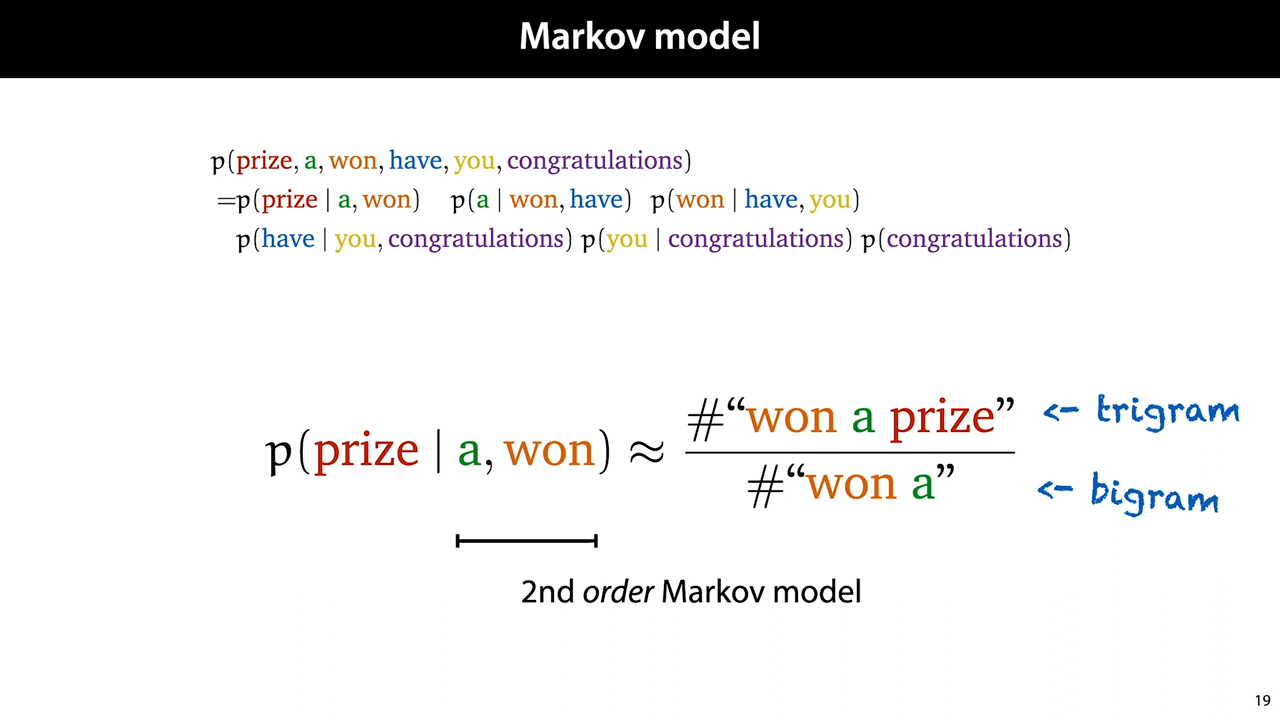 Markov model
p(prize, a, won, have, you, congratulations)
=p(prize | a, won) p(a | won, have) p(won | have, you)
p(have | you, congratulations) p(you | congratulations) p(congratulations)
p(prize | a, won) ≈ #“won a prize” / #“won a”
<- trigram
<- bigram
2nd order Markov model
19